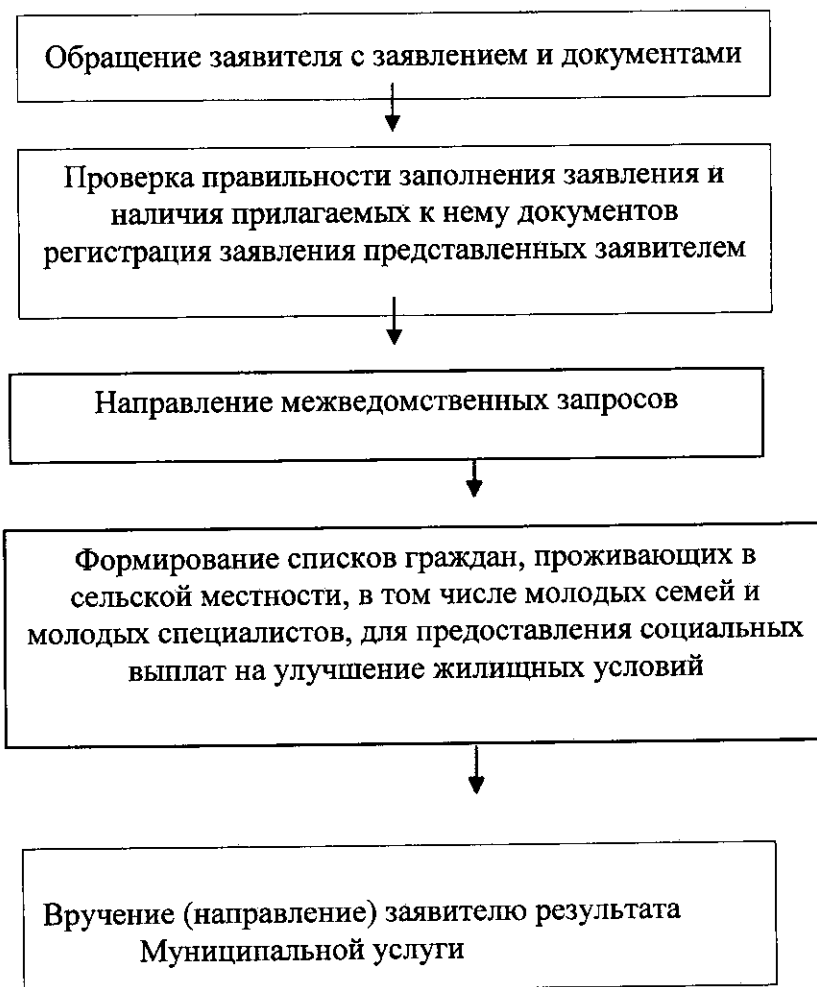 Обращение заявителя с заявлением и документами
Проверка правильности заполнения заявления и
наличия прилагаемых к нему документов
регистрация заявления представленных заявителем
Направление межведомственных запросов
Формирование списков граждан, проживающих в
сельской местности, в том числе молодых семей и
молодых специалистов, для предоставления социальных
выплат на улучшение жилищных условий
Вручение (направление) заявителю результата
Муниципальной услуги